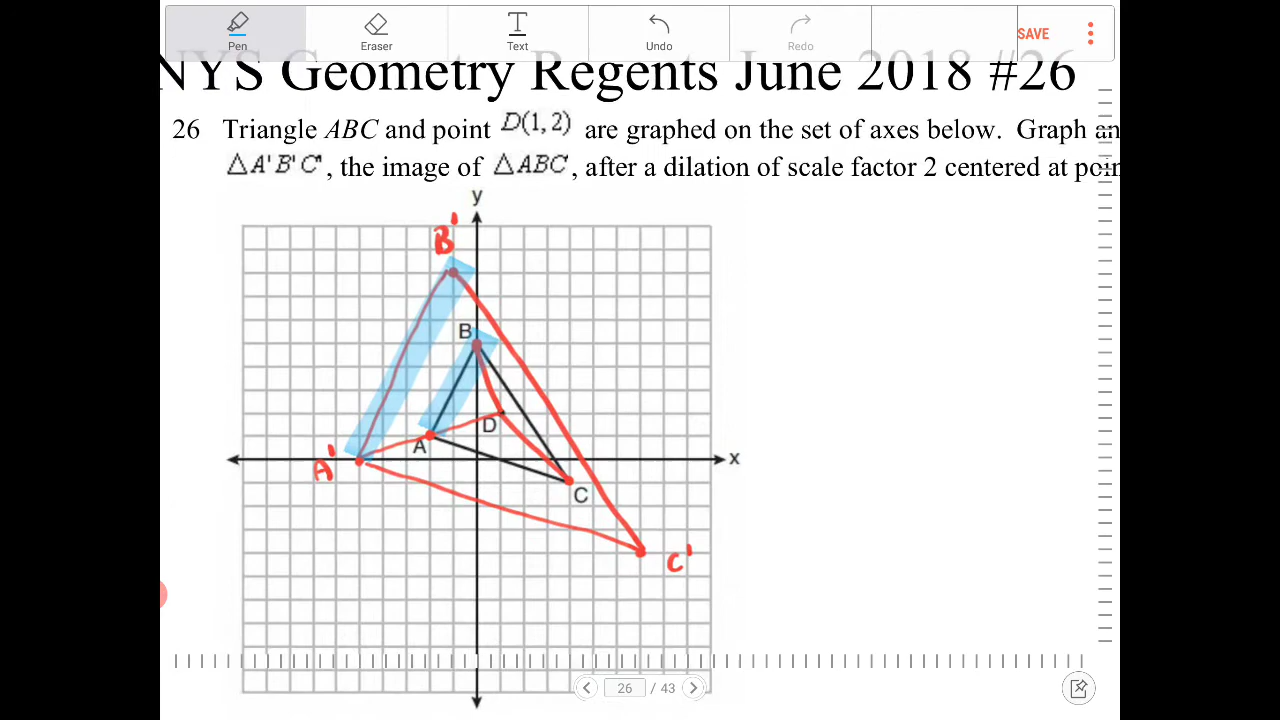 Pen Eraser Text Undo Redo SAVE
NYS Geometry Regents June 2018 #26
26 Triangle ABC and point D(1,2) are graphed on the set of axes below. Graph an
△A'B'C', the image of △ABC, after a dilation of scale factor 2 centered at poin
y
B'
B
D
A
x
A'
C
C'
26 / 43